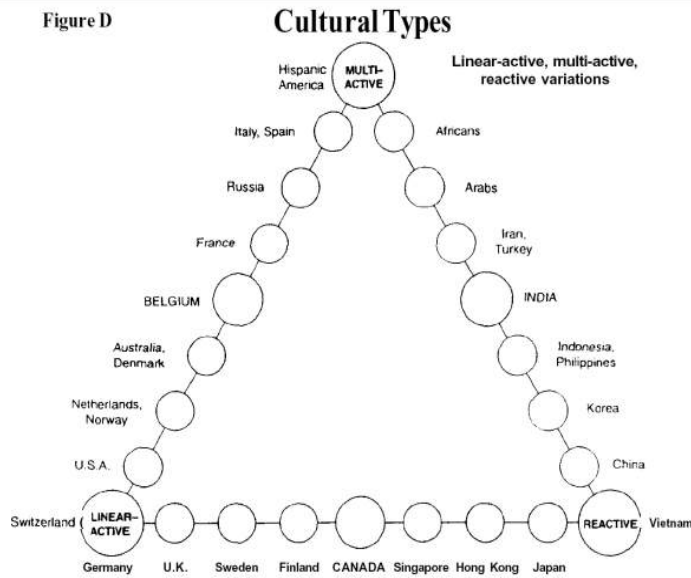 Figure D
Cultural Types
Linear-active, multi-active,
reactive variations
Hispanic
America
MULTI-
ACTIVE
Italy, Spain
Africans
Russia
Arabs
France
Iran,
Turkey
BELGIUM
INDIA
Australia,
Denmark
Indonesia,
Philippines
Netherlands,
Norway
Korea
U.S.A.
China
Switzerland
LINEAR-
ACTIVE
REACTIVE
Vietnam
Germany
U.K.
Sweden
Finland
CANADA
Singapore
Hong Kong
Japan